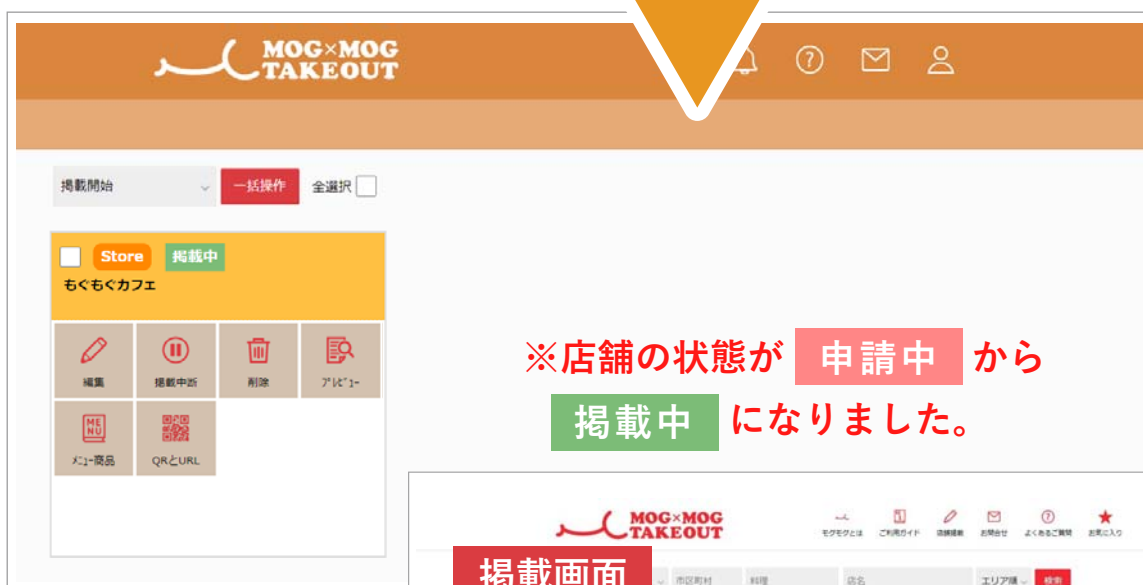 MOG×MOG
TAKEOUT
掲載開始
一括操作
全選択
Store
掲載中
もぐもぐカフェ
編集
掲載中断
削除
プレビュー
メニュー商品
QRとURL
※店舗の状態が 申請中 から
掲載中 になりました。
MOG×MOG
TAKEOUT
モグモグとは
ご利用ガイド
店舗掲載
お問合せ
よくあるご質問
お気に入り
掲載画面
市区町村
料理
店名
エリア順
検索